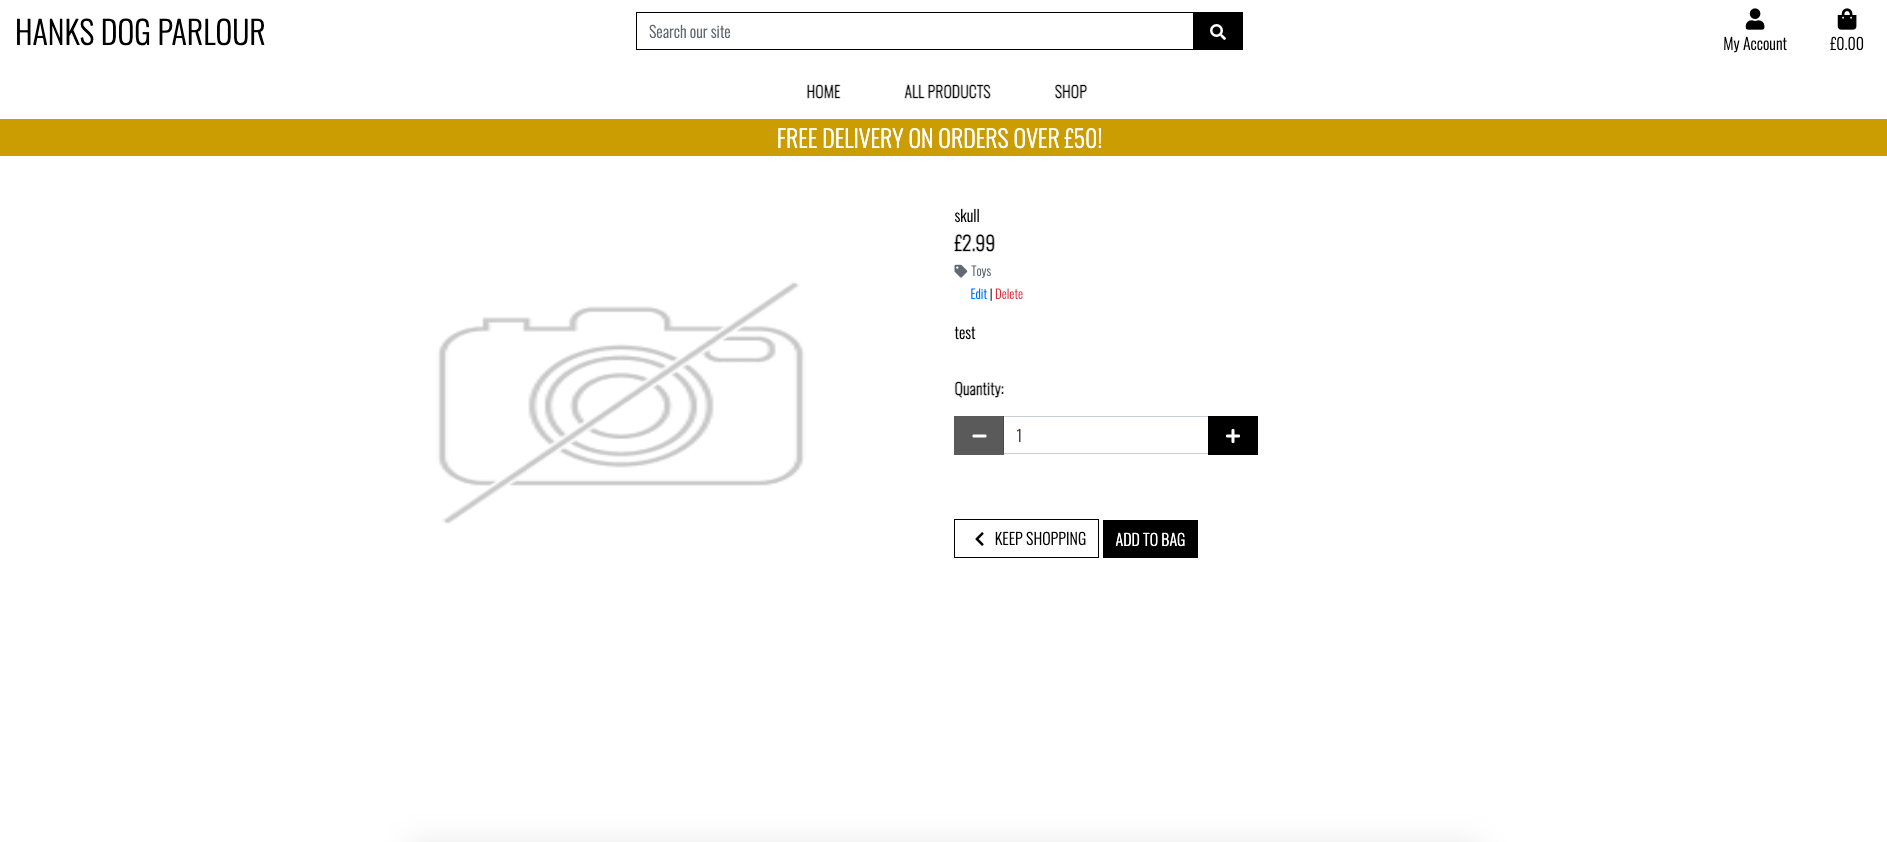 HANKS DOG PARLOUR
Search our site
My Account
£0.00
HOME
ALL PRODUCTS
SHOP
FREE DELIVERY ON ORDERS OVER £50!
skull
£2.99
Toys
Edit | Delete
test
Quantity:
1
KEEP SHOPPING
ADD TO BAG